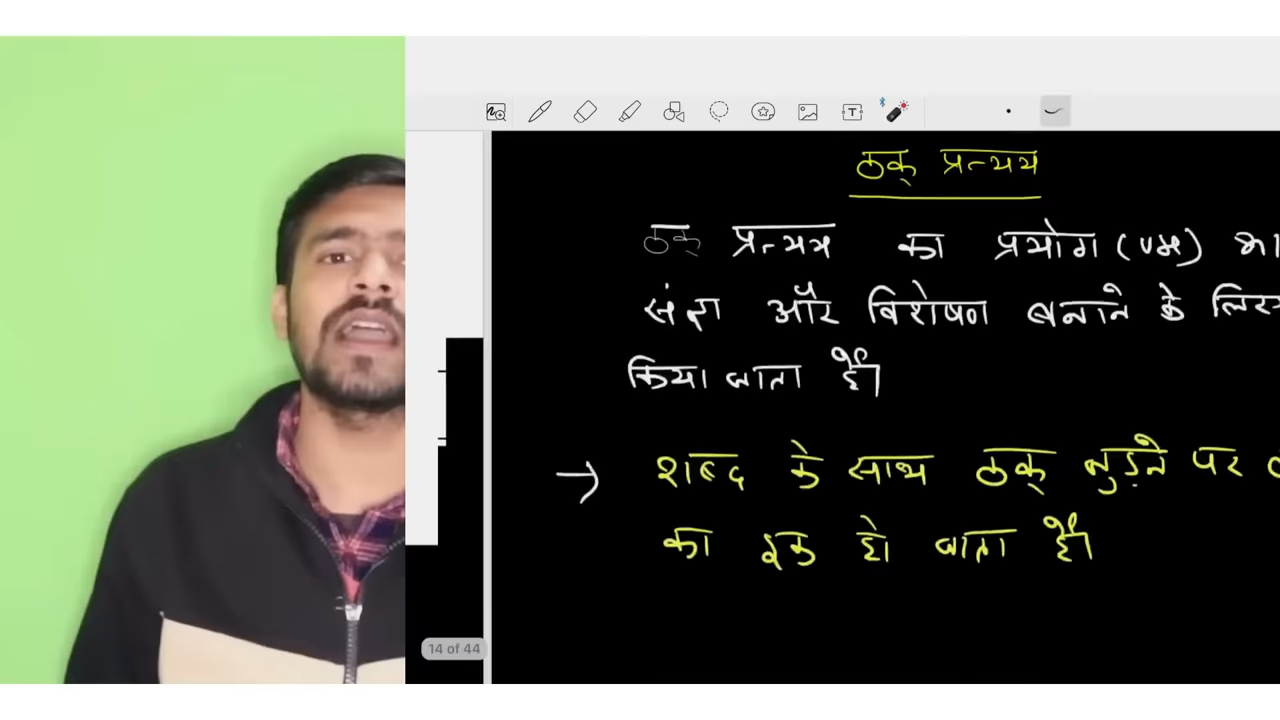 ठक् प्रत्यय
ठक् प्रत्यय का प्रयोग (use)
संज्ञा और विशेषण बनाने के लिए
किया जाता है।
→ शब्द के साथ ठक् जुड़ने पर
का इक हो जाता है।
14 of 44